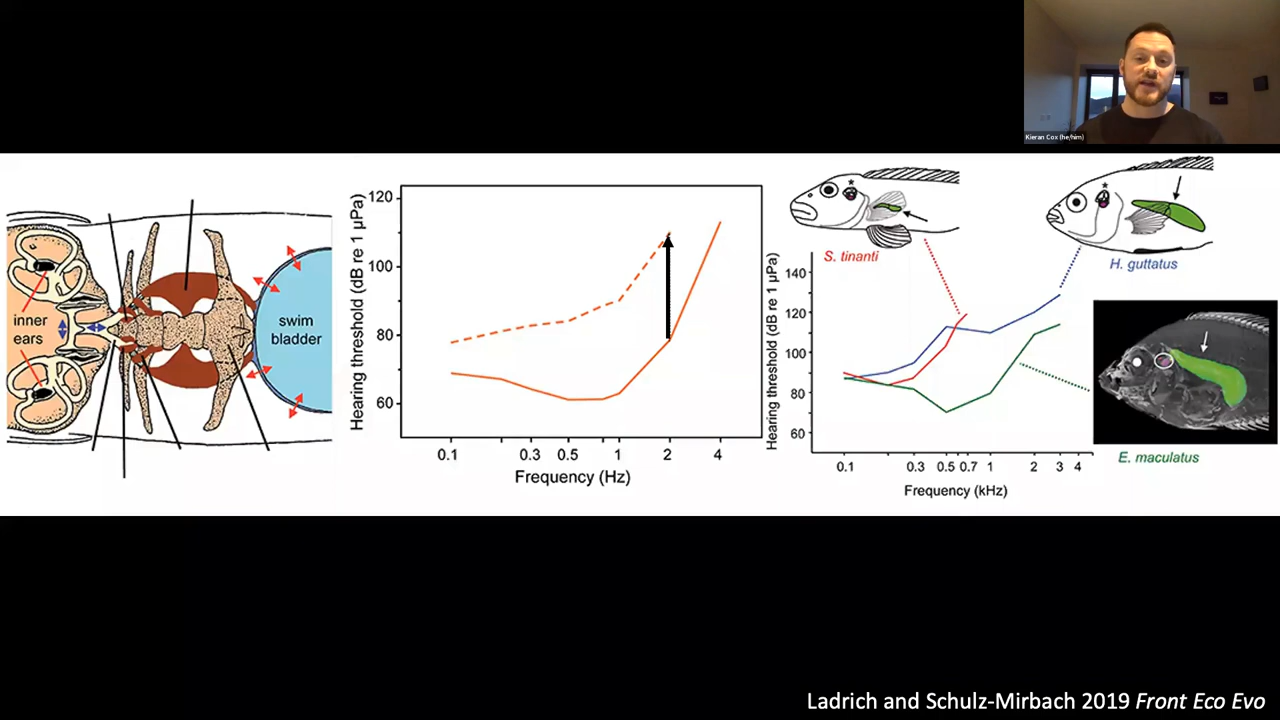 Kieran Cox (he/him)
inner
ears
swim
bladder
Hearing threshold (dB re 1 µPa)
120
100
80
60
0.1
0.3
0.5
1
2
4
Frequency (Hz)
S. tinanti
H. guttatus
E. maculatus
*
*
Hearing threshold (dB re 1 µPa)
140
120
100
80
60
0.1
0.3
0.5
0.7
1
2
3
4
Frequency (kHz)
Ladrich and Schulz-Mirbach 2019 Front Eco Evo